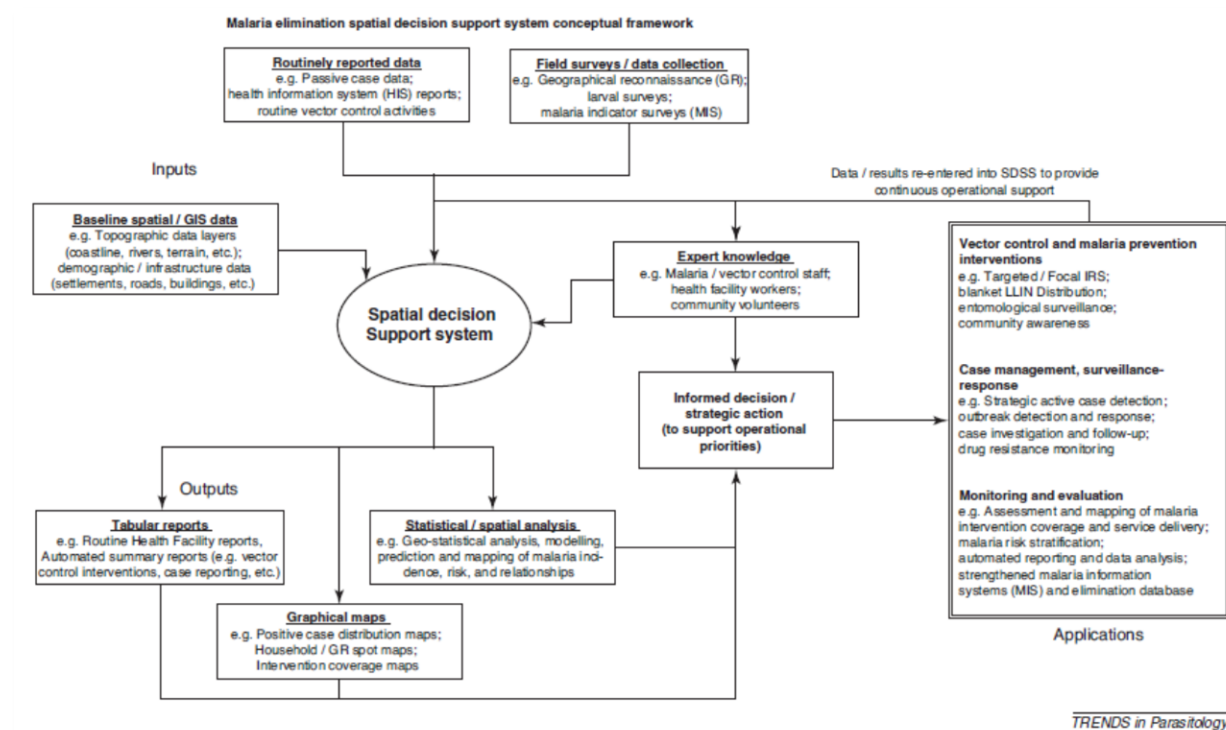 Malaria elimination spatial decision support system conceptual framework
Routinely reported data
e.g. Passive case data;
health information system (HIS) reports;
routine vector control activities
Field surveys / data collection
e.g. Geographical reconnaissance (GR);
larval surveys;
malaria indicator surveys (MIS)
Inputs
Data / results re-entered into SDSS to provide
continuous operational support
Baseline spatial / GIS data
e.g. Topographic data layers
(coastline, rivers, terrain, etc.);
demographic / infrastructure data
(settlements, roads, buildings, etc.)
Expert knowledge
e.g. Malaria / vector control staff;
health facility workers;
community volunteers
Spatial decision
Support system
Informed decision /
strategic action
(to support operational
priorities)
Vector control and malaria prevention
interventions
e.g. Targeted / Focal IRS;
blanket LLIN Distribution;
entomological surveillance;
community awareness
Case management, surveillance-
response
e.g. Strategic active case detection;
outbreak detection and response;
case investigation and follow-up;
drug resistance monitoring
Monitoring and evaluation
e.g. Assessment and mapping of malaria
intervention coverage and service delivery;
malaria risk stratification;
automated reporting and data analysis;
strengthened malaria information
systems (MIS) and elimination database
Applications
Outputs
Tabular reports
e.g. Routine Health Facility reports,
Automated summary reports (e.g. vector
control interventions, case reporting, etc.)
Statistical / spatial analysis
e.g. Geo-statistical analysis, modelling,
prediction and mapping of malaria inci-
dence, risk, and relationships
Graphical maps
e.g. Positive case distribution maps;
Household / GR spot maps;
Intervention coverage maps
TRENDS in Parasitology